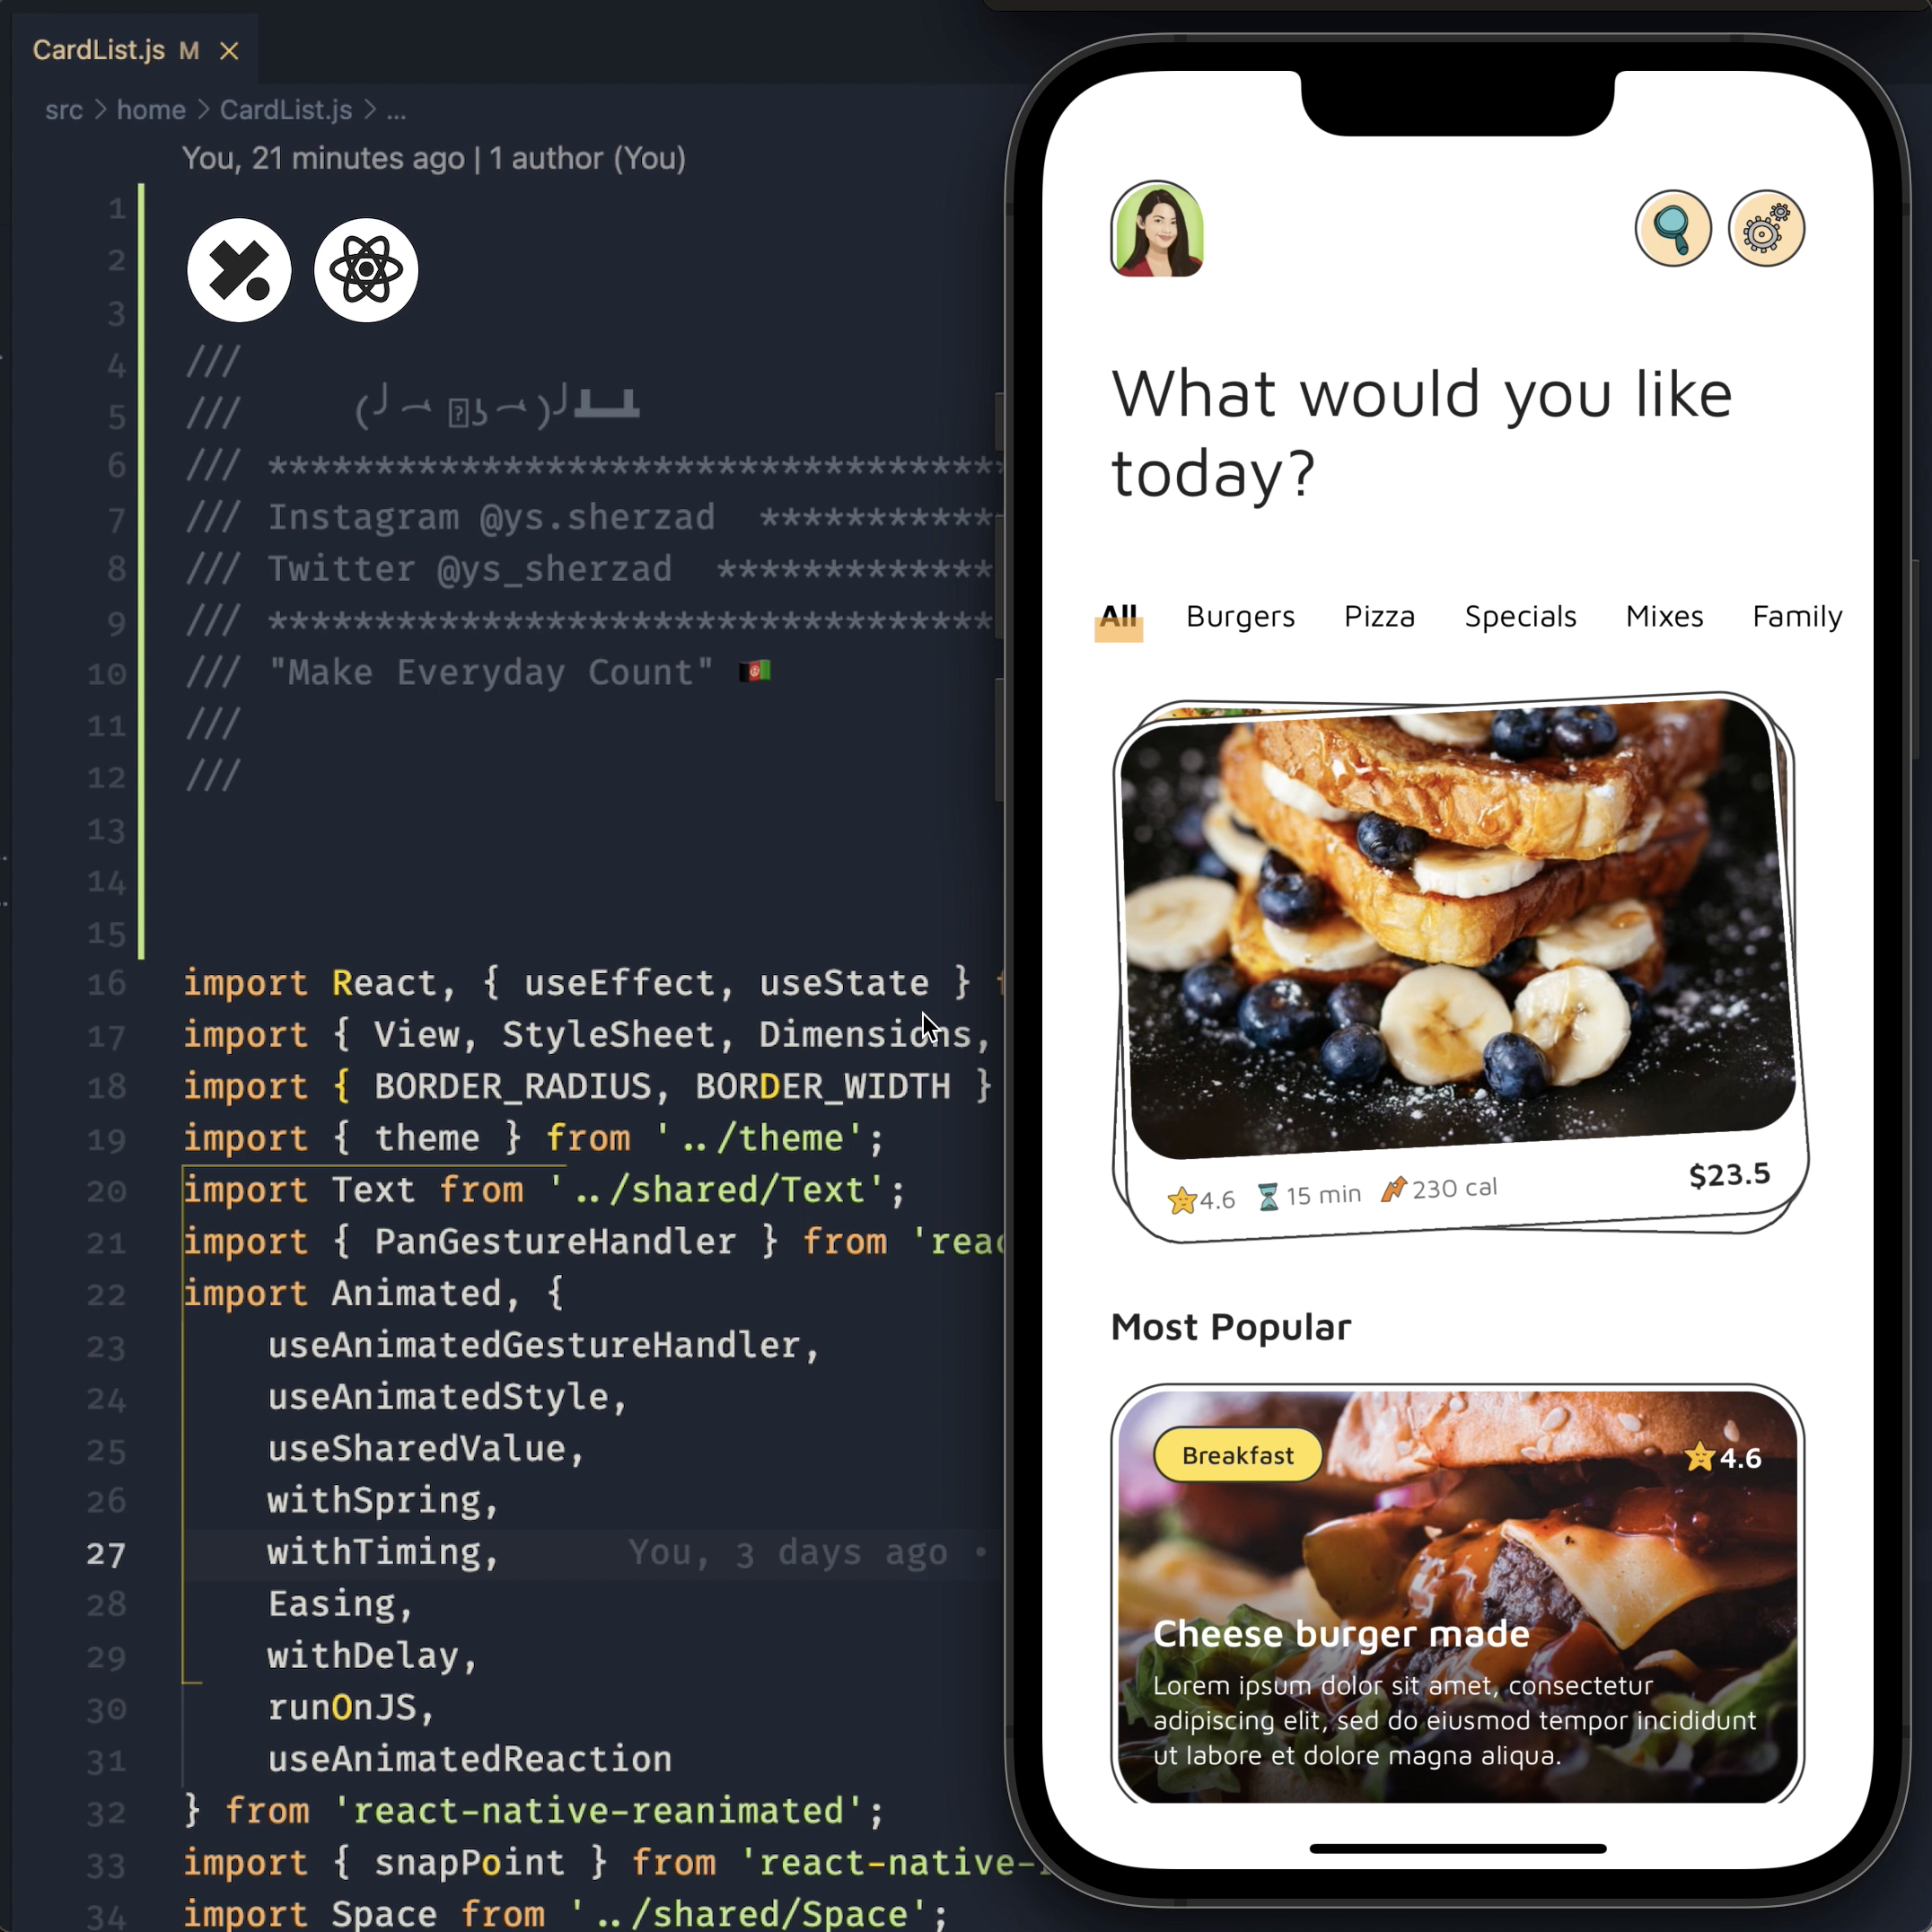 CardList.js M ×
src > home > CardList.js > ...
You, 21 minutes ago | 1 author (You)
1
2
3
4 ///
5 ///
6 /// ***********************************
7 /// Instagram @ys.sherzad ***********
8 /// Twitter @ys_sherzad *************
9 /// ***********************************
10 /// "Make Everyday Count" 🇦🇫
11 ///
12 ///
13
14
15
16 import React, { useEffect, useState }
17 import { View, StyleSheet, Dimensions,
18 import { BORDER_RADIUS, BORDER_WIDTH }
19 import { theme } from '../theme';
20 import Text from '../shared/Text';
21 import { PanGestureHandler } from 'reac
22 import Animated, {
23 useAnimatedGestureHandler,
24 useAnimatedStyle,
25 useSharedValue,
26 withSpring,
27 withTiming, You, 3 days ago •
28 Easing,
29 withDelay,
30 runOnJS,
31 useAnimatedReaction
32 } from 'react-native-reanimated';
33 import { snapPoint } from 'react-native-
34 import Space from '../shared/Space';
What would you like
today?
All Burgers Pizza Specials Mixes Family
4.6 15 min 230 cal $23.5
Most Popular
Breakfast 4.6
Cheese burger made
Lorem ipsum dolor sit amet, consectetur
adipiscing elit, sed do eiusmod tempor incididunt
ut labore et dolore magna aliqua.